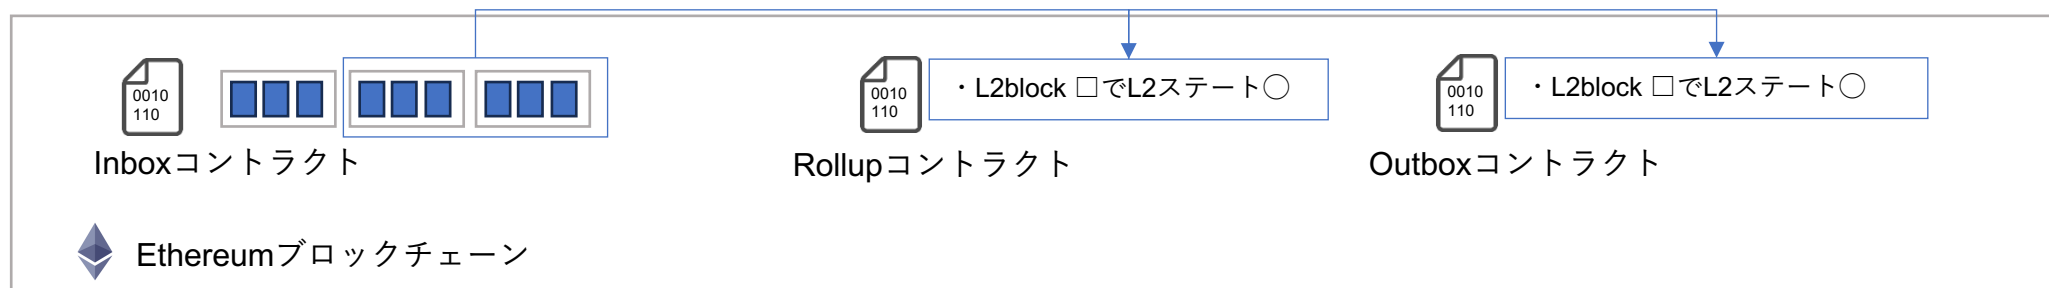 0010
110
Inboxコントラクト
0010
110
・L2block □でL2ステート○
Rollupコントラクト
0010
110
・L2block □でL2ステート○
Outboxコントラクト
Ethereumブロックチェーン